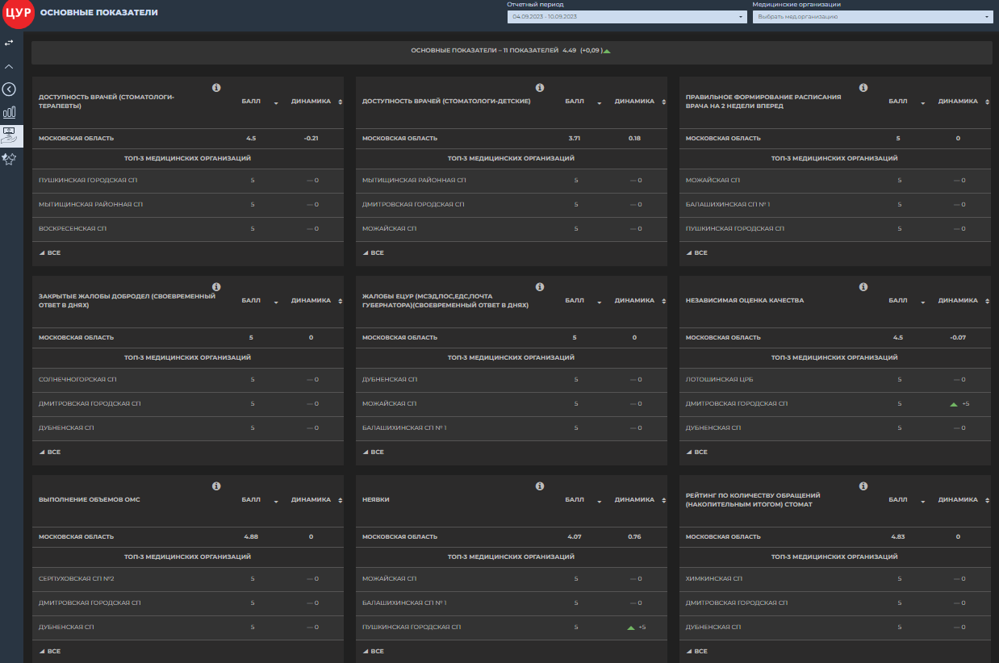 ЦУР ОСНОВНЫЕ ПОКАЗАТЕЛИ
Отчетный период
04.09.2023 - 10.09.2023
Медицинские организации
Выбрать мед.организацию
ОСНОВНЫЕ ПОКАЗАТЕЛИ – 11 ПОКАЗАТЕЛЕЙ 4.49 (+0,09 )
ДОСТУПНОСТЬ ВРАЧЕЙ (СТОМАТОЛОГИ-
ТЕРАПЕВТЫ)
БАЛЛ ДИНАМИКА
МОСКОВСКАЯ ОБЛАСТЬ 4.5 -0.21
ТОП-3 МЕДИЦИНСКИХ ОРГАНИЗАЦИЙ
ПУШКИНСКАЯ ГОРОДСКАЯ СП 5 — 0
МЫТИЩИНСКАЯ РАЙОННАЯ СП 5 — 0
ВОСКРЕСЕНСКАЯ СП 5 — 0
ВСЕ
ДОСТУПНОСТЬ ВРАЧЕЙ (СТОМАТОЛОГИ-ДЕТСКИЕ)
БАЛЛ ДИНАМИКА
МОСКОВСКАЯ ОБЛАСТЬ 3.71 0.18
ТОП-3 МЕДИЦИНСКИХ ОРГАНИЗАЦИЙ
МЫТИЩИНСКАЯ РАЙОННАЯ СП 5 — 0
ДМИТРОВСКАЯ ГОРОДСКАЯ СП 5 — 0
МОЖАЙСКАЯ СП 5 — 0
ВСЕ
ПРАВИЛЬНОЕ ФОРМИРОВАНИЕ РАСПИСАНИЯ
ВРАЧА НА 2 НЕДЕЛИ ВПЕРЕД
БАЛЛ ДИНАМИКА
МОСКОВСКАЯ ОБЛАСТЬ 5 0
ТОП-3 МЕДИЦИНСКИХ ОРГАНИЗАЦИЙ
МОЖАЙСКАЯ СП 5 — 0
БАЛАШИХИНСКАЯ СП № 1 5 — 0
ПУШКИНСКАЯ ГОРОДСКАЯ СП 5 — 0
ВСЕ
ЗАКРЫТЫЕ ЖАЛОБЫ ДОБРОДЕЛ (СВОЕВРЕМЕННЫЙ
ОТВЕТ В ДНЯХ)
БАЛЛ ДИНАМИКА
МОСКОВСКАЯ ОБЛАСТЬ 5 0
ТОП-3 МЕДИЦИНСКИХ ОРГАНИЗАЦИЙ
СОЛНЕЧНОГОРСКАЯ СП 5 — 0
ДМИТРОВСКАЯ ГОРОДСКАЯ СП 5 — 0
ДУБНЕНСКАЯ СП 5 — 0
ВСЕ
ЖАЛОБЫ ЕЦУР (МСЭД,ПОС,ЕДС,ПОЧТА
ГУБЕРНАТОРА)(СВОЕВРЕМЕННЫЙ ОТВЕТ В ДНЯХ)
БАЛЛ ДИНАМИКА
МОСКОВСКАЯ ОБЛАСТЬ 5 0
ТОП-3 МЕДИЦИНСКИХ ОРГАНИЗАЦИЙ
ДУБНЕНСКАЯ СП 5 — 0
МОЖАЙСКАЯ СП 5 — 0
БАЛАШИХИНСКАЯ СП № 1 5 — 0
ВСЕ
НЕЗАВИСИМАЯ ОЦЕНКА КАЧЕСТВА
БАЛЛ ДИНАМИКА
МОСКОВСКАЯ ОБЛАСТЬ 4.5 -0.07
ТОП-3 МЕДИЦИНСКИХ ОРГАНИЗАЦИЙ
ЛОТОШИНСКАЯ ЦРБ 5 — 0
ДМИТРОВСКАЯ ГОРОДСКАЯ СП 5 +5
ДУБНЕНСКАЯ СП 5 — 0
ВСЕ
ВЫПОЛНЕНИЕ ОБЪЕМОВ ОМС
БАЛЛ ДИНАМИКА
МОСКОВСКАЯ ОБЛАСТЬ 4.88 0
ТОП-3 МЕДИЦИНСКИХ ОРГАНИЗАЦИЙ
СЕРПУХОВСКАЯ СП №2 5 — 0
ДМИТРОВСКАЯ ГОРОДСКАЯ СП 5 — 0
ДУБНЕНСКАЯ СП 5 — 0
ВСЕ
НЕЯВКИ
БАЛЛ ДИНАМИКА
МОСКОВСКАЯ ОБЛАСТЬ 4.07 0.76
ТОП-3 МЕДИЦИНСКИХ ОРГАНИЗАЦИЙ
МОЖАЙСКАЯ СП 5 — 0
БАЛАШИХИНСКАЯ СП № 1 5 — 0
ПУШКИНСКАЯ ГОРОДСКАЯ СП 5 +5
ВСЕ
РЕЙТИНГ ПО КОЛИЧЕСТВУ ОБРАЩЕНИЙ
(НАКОПИТЕЛЬНЫМ ИТОГОМ) СТОМАТ
БАЛЛ ДИНАМИКА
МОСКОВСКАЯ ОБЛАСТЬ 4.83 0
ТОП-3 МЕДИЦИНСКИХ ОРГАНИЗАЦИЙ
ХИМКИНСКАЯ СП 5 — 0
ДМИТРОВСКАЯ ГОРОДСКАЯ СП 5 — 0
ДУБНЕНСКАЯ СП 5 — 0
ВСЕ